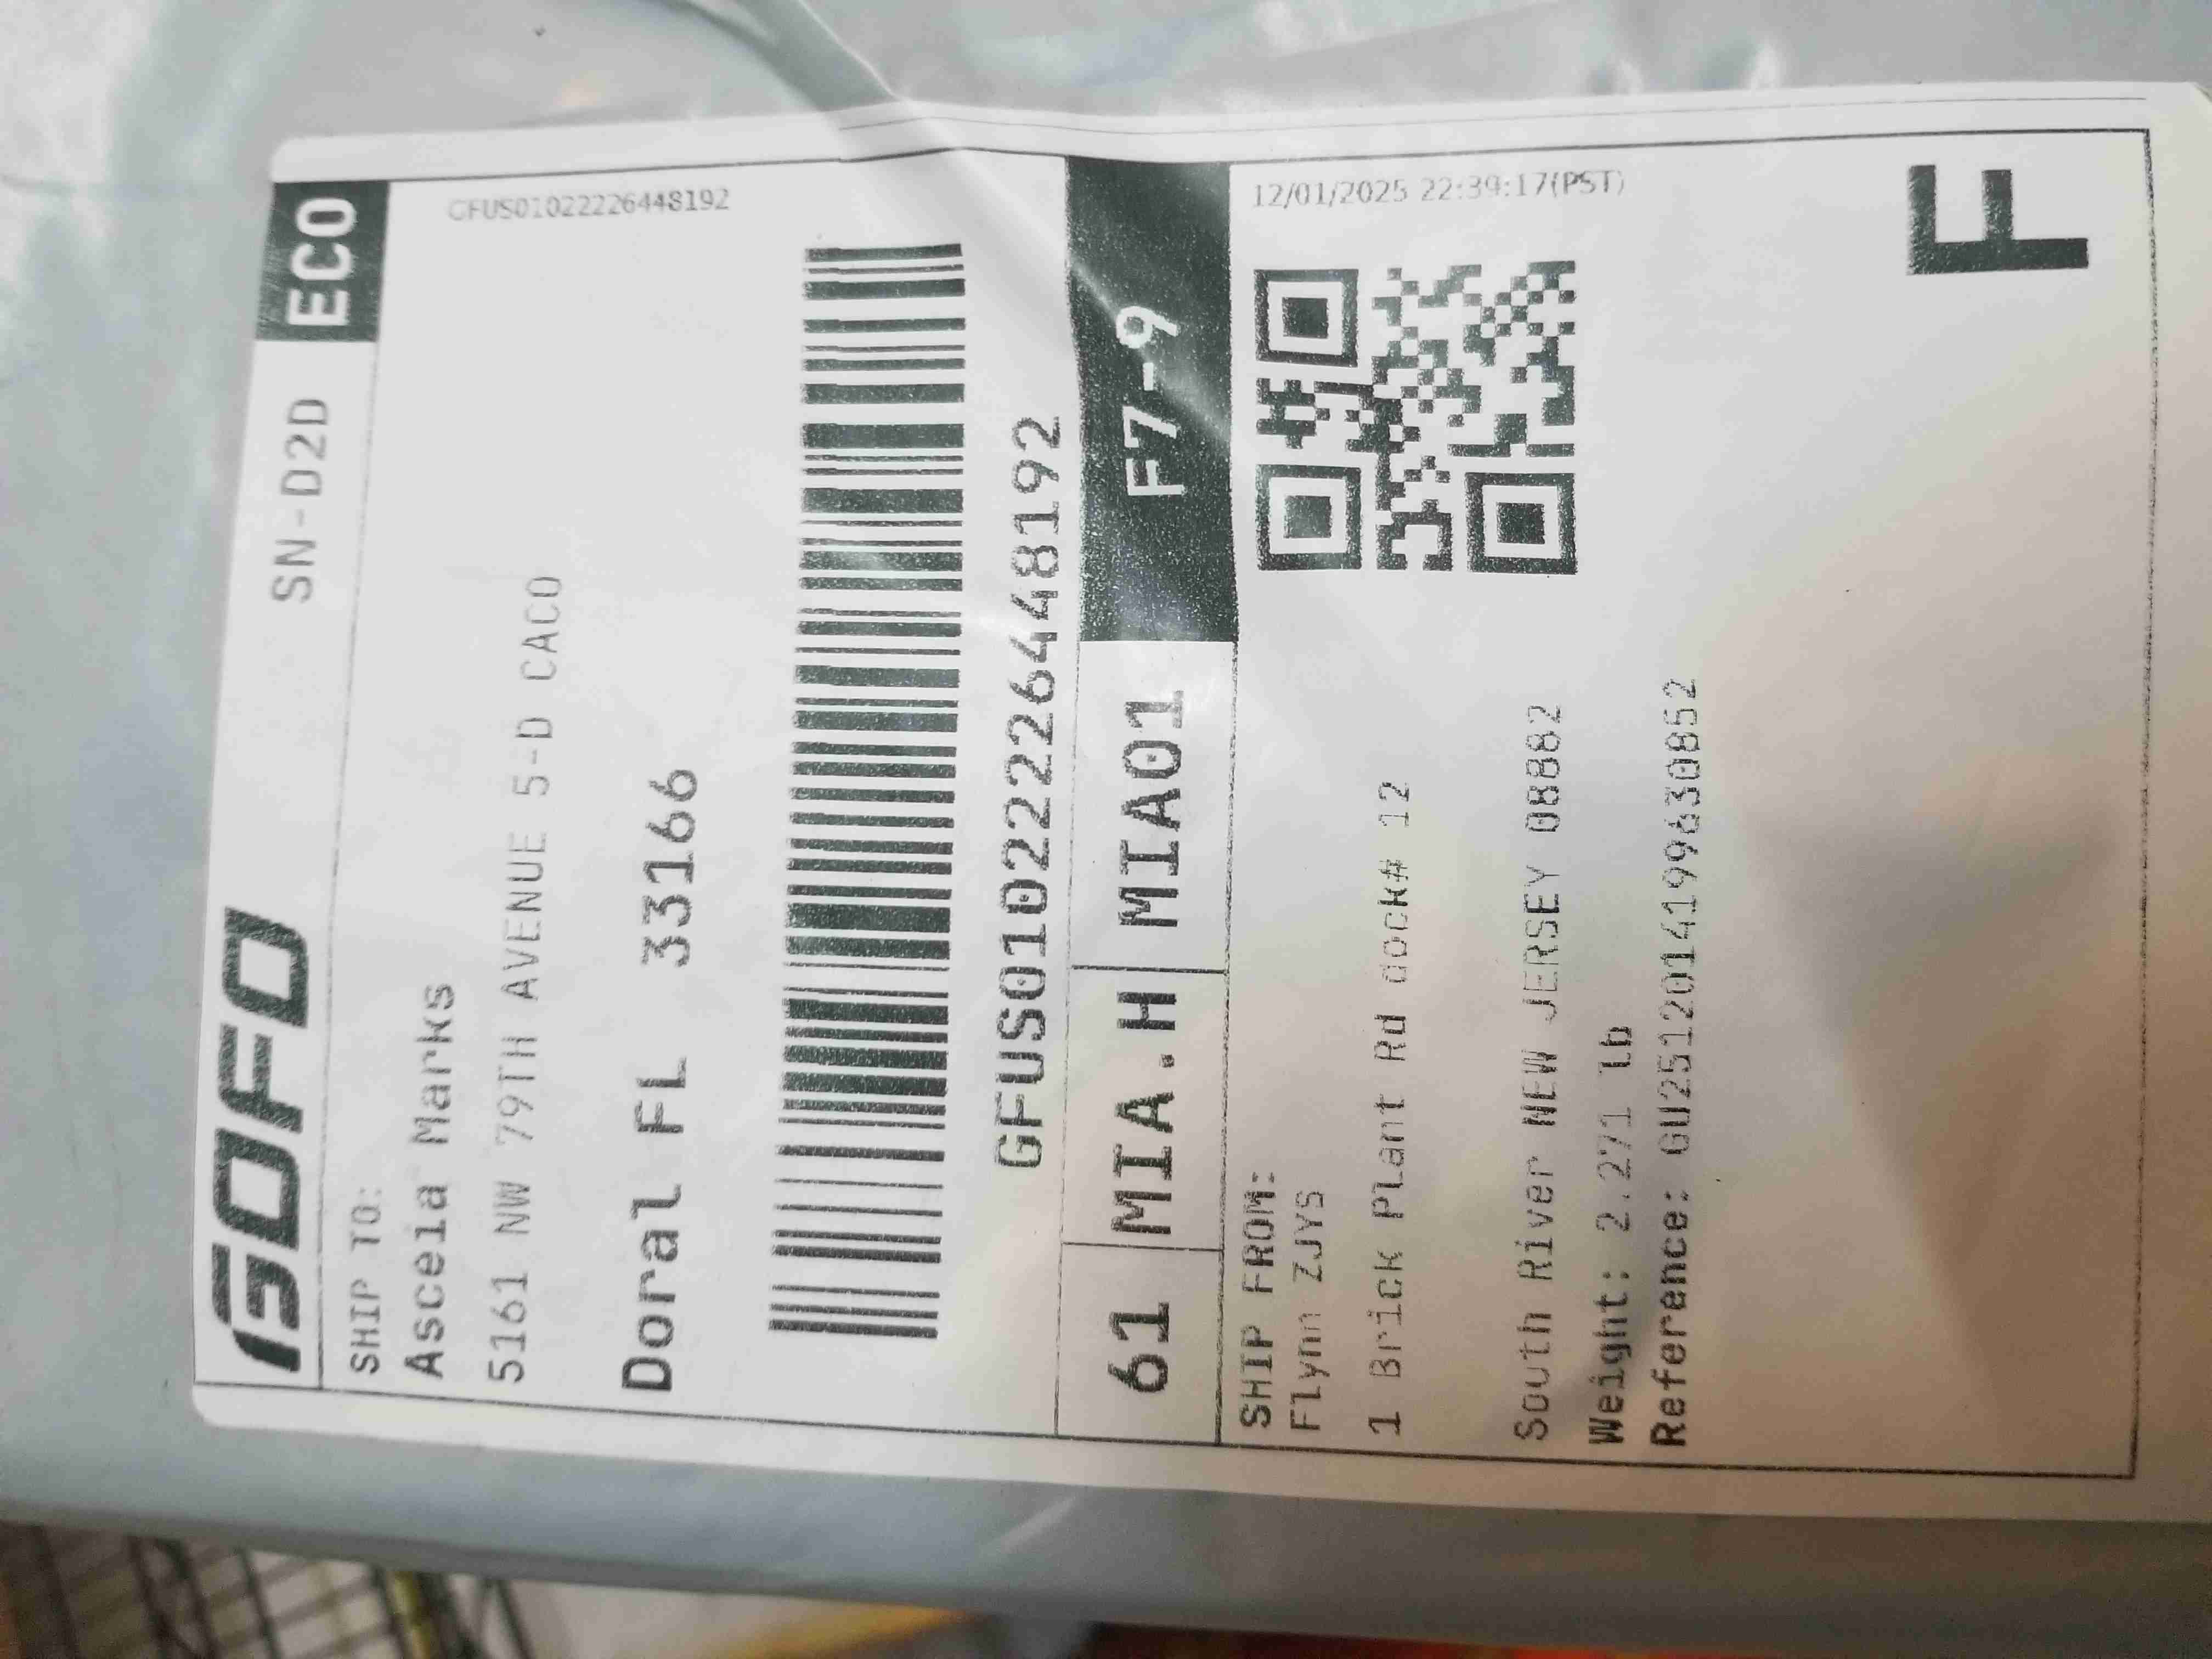 GOFO
SN-D2D
ECO
SHIP TO:
GFUS01022226448192
Asceia Marks
5161 NW 79TH AVENUE 5-D CACO
Doral FL 33166
GFUS01022226448192
61
MIA.H
MIA01
F7-9
SHIP FROM:
12/01/2025 22:39:17(PST)
Flynn ZJYS
1 Brick Plant Rd dock# 12
South River NEW JERSEY 08882
Weight: 2.271 lb
Reference: GU2512014199630852
F